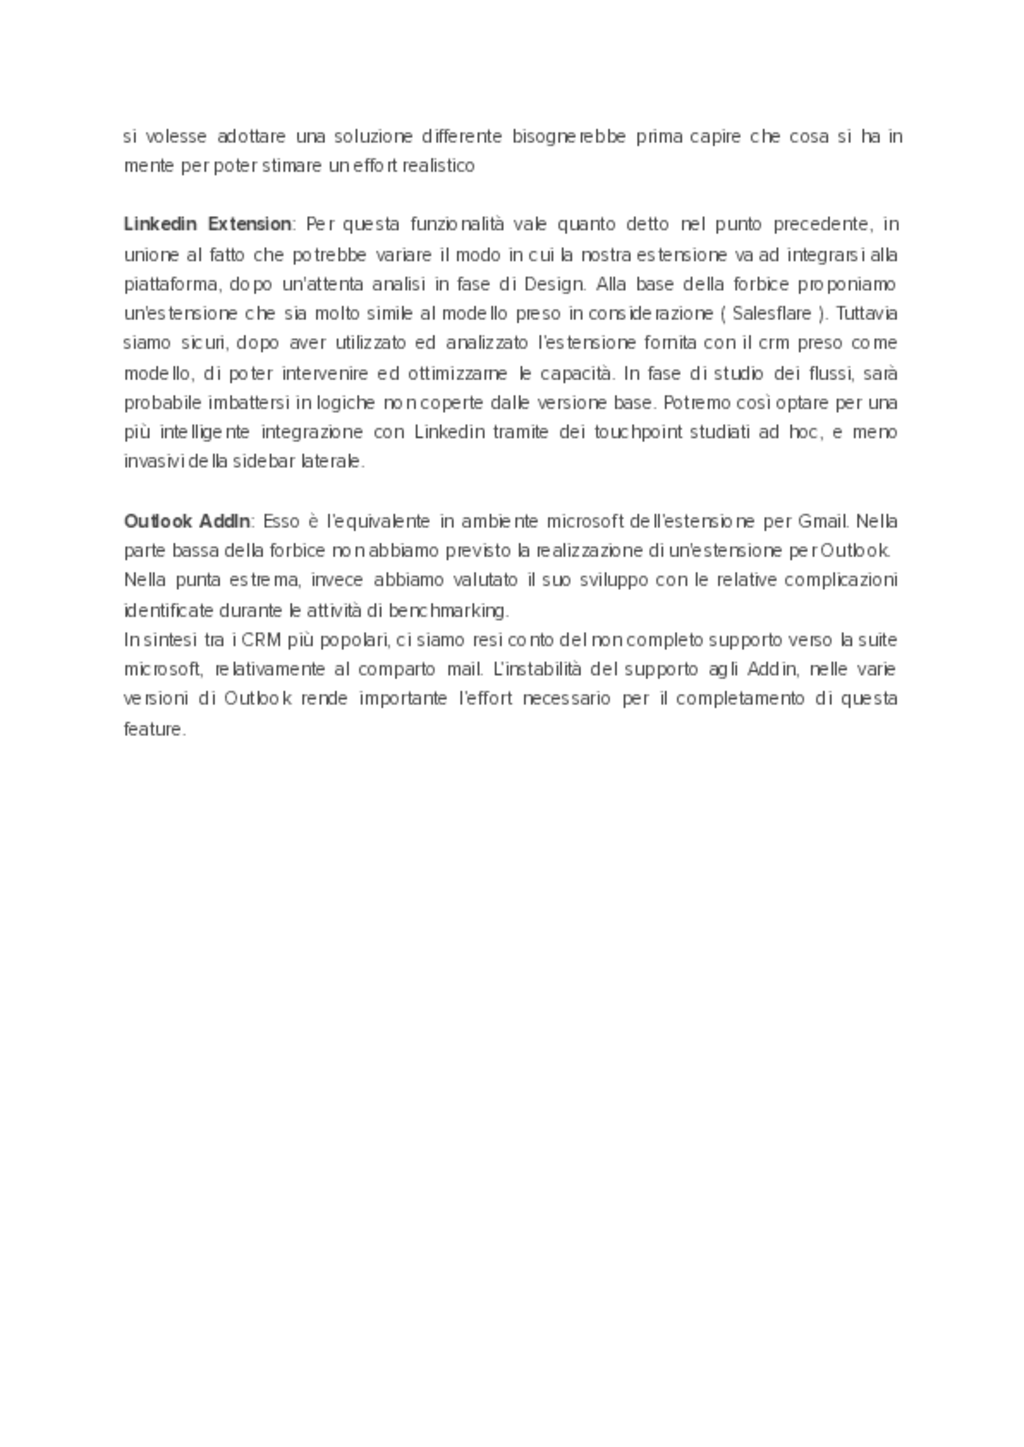 si volesse adottare una soluzione differente bisognerebbe prima capire che cosa si ha in
mente per poter stimare un effort realistico
Linkedin Extension: Per questa funzionalità vale quanto detto nel punto precedente, in
unione al fatto che potrebbe variare il modo in cui la nostra estensione va ad integrarsi alla
piattaforma, dopo un'attenta analisi in fase di Design. Alla base della forbice proponiamo
un'estensione che sia molto simile al modello preso in considerazione ( Salesflare ). Tuttavia
siamo sicuri, dopo aver utilizzato ed analizzato l'estensione fornita con il crm preso come
modello, di poter intervenire ed ottimizzarne le capacità. In fase di studio dei flussi, sarà
probabile imbattersi in logiche non coperte dalle versione base. Potremo così optare per una
più intelligente integrazione con Linkedin tramite dei touchpoint studiati ad hoc, e meno
invasivi della sidebar laterale.
Outlook AddIn: Esso è l'equivalente in ambiente microsoft dell'estensione per Gmail. Nella
parte bassa della forbice non abbiamo previsto la realizzazione di un'estensione per Outlook.
Nella punta estrema, invece abbiamo valutato il suo sviluppo con le relative complicazioni
identificate durante le attività di benchmarking.
In sintesi tra i CRM più popolari, ci siamo resi conto del non completo supporto verso la suite
microsoft, relativamente al comparto mail. L'instabilità del supporto agli Addin, nelle varie
versioni di Outlook rende importante l'effort necessario per il completamento di questa
feature.